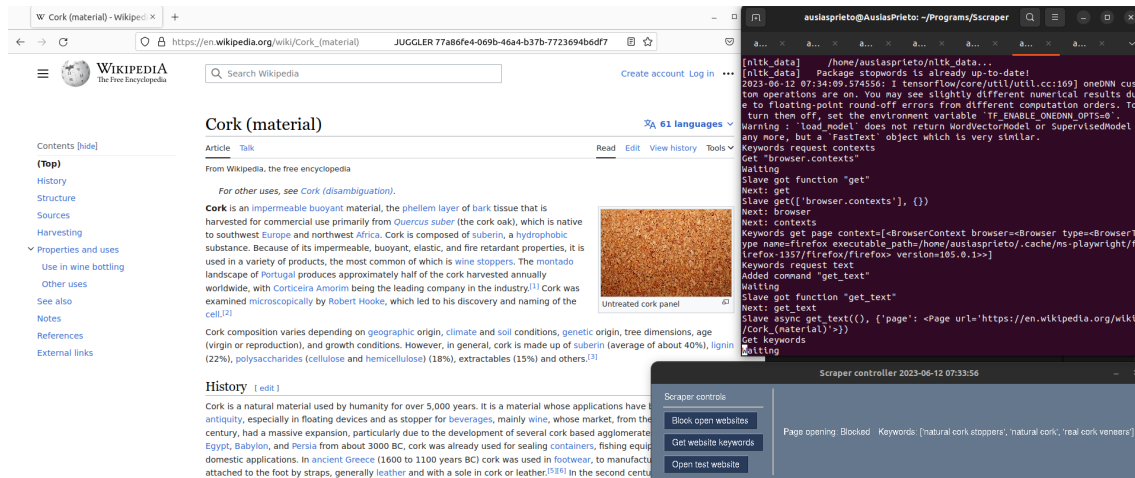 W Cork (material) - Wikiped
https://en.wikipedia.org/wiki/Cork_(material)
JUGGLER 77a86fe4-069b-46a4-b37b-7723694b6df7
WIKIPEDIA
The Free Encyclopedia
Search Wikipedia
Create account Log in
Cork (material)
61 languages
Article Talk
Read Edit View history Tools
From Wikipedia, the free encyclopedia
For other uses, see Cork (disambiguation).
Contents [hide]
(Top)
History
Structure
Sources
Harvesting
Properties and uses
Use in wine bottling
Other uses
See also
Notes
References
External links
Cork is an impermeable buoyant material, the phellem layer of bark tissue that is
harvested for commercial use primarily from Quercus suber (the cork oak), which is native
to southwest Europe and northwest Africa. Cork is composed of suberin, a hydrophobic
substance. Because of its impermeable, buoyant, elastic, and fire retardant properties, it is
used in a variety of products, the most common of which is wine stoppers. The montado
landscape of Portugal produces approximately half of the cork harvested annually
worldwide, with Corticeira Amorim being the leading company in the industry.[1] Cork was
examined microscopically by Robert Hooke, which led to his discovery and naming of the
cell.[2]
Untreated cork panel
Cork composition varies depending on geographic origin, climate and soil conditions, genetic origin, tree dimensions, age
(virgin or reproduction), and growth conditions. However, in general, cork is made up of suberin (average of about 40%), lignin
(22%), polysaccharides (cellulose and hemicellulose) (18%), extractables (15%) and others.[3]
History [ edit ]
Cork is a natural material used by humanity for over 5,000 years. It is a material whose applications have
antiquity, especially in floating devices and as stopper for beverages, mainly wine, whose market, from the
century, had a massive expansion, particularly due to the development of several cork based agglomerate
Egypt, Babylon, and Persia from about 3000 BC, cork was already used for sealing containers, fishing equip
domestic applications. In ancient Greece (1600 to 1100 years BC) cork was used in footwear, to manufactu
attached to the foot by straps, generally leather and with a sole in cork or leather.[5][6] In the second centu
ausiasprieto@AusiasPrieto: ~/Programs/Sscraper
a... a... a... a... a... a... a...
[nltk_data] /home/ausiasprieto/nltk_data...
[nltk_data] Package stopwords is already up-to-date!
2023-06-12 07:34:09.574556: I tensorflow/core/util/util.cc:169] oneDNN cus
tom operations are on. You may see slightly different numerical results du
e to floating-point round-off errors from different computation orders. To
turn them off, set the environment variable `TF_ENABLE_ONEDNN_OPTS=0`.
Warning : `load_model` does not return WordVectorModel or SupervisedModel
any more, but a `FastText` object which is very similar.
Keywords request contexts
Get "browser.contexts"
Waiting
Slave got function "get"
Next: get
Slave get(['browser.contexts'], {})
Next: browser
Next: contexts
Keywords get page context=[<BrowserContext browser=<Browser type=<BrowserT
ype name=firefox executable_path=/home/ausiasprieto/.cache/ms-playwright/f
irefox-1357/firefox/firefox> version=105.0.1>>]
Keywords request text
Added command "get_text"
Waiting
Slave got function "get_text"
Next: get_text
Slave async get_text((), {'page': <Page url='https://en.wikipedia.org/wiki
/Cork_(material)'>})
Get keywords
Waiting
Scraper controller 2023-06-12 07:33:56
Scraper controls
Block open websites
Get website keywords
Open test website
Page opening: Blocked Keywords: ['natural cork stoppers', 'natural cork', 'real cork veneers']